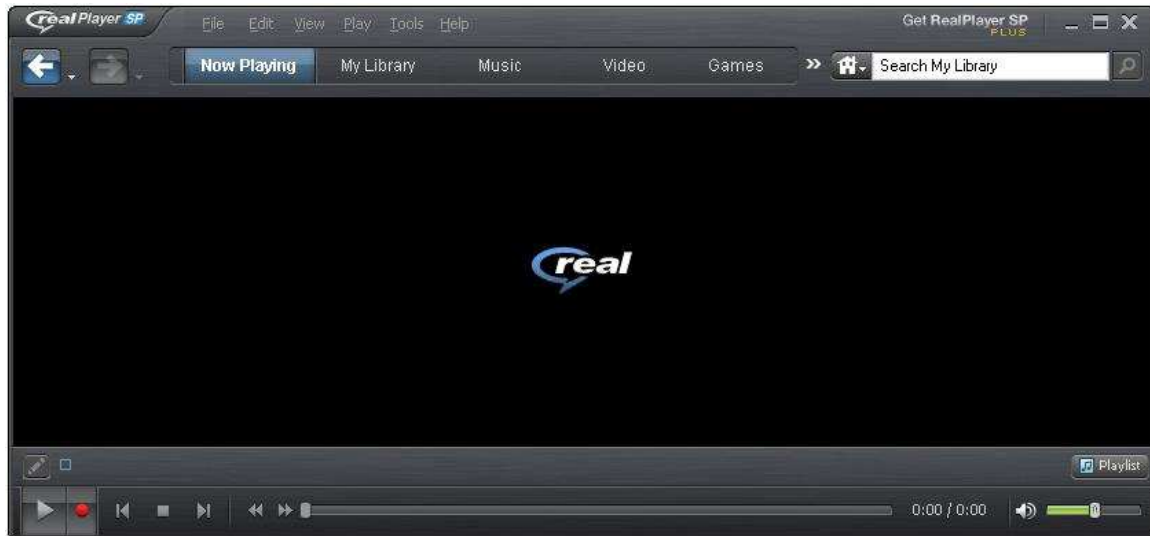 real Player SP File Edit View Play Tools Help Get RealPlayer SP PLUS
Now Playing My Library Music Video Games Search My Library
real
Playlist
0:00 / 0:00